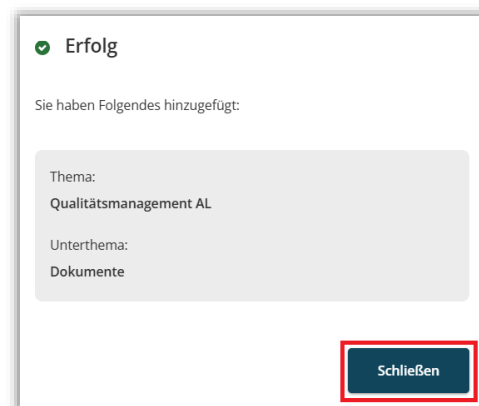 Erfolg
Sie haben Folgendes hinzugefügt:
Thema:
Qualitätsmanagement AL
Unterthema:
Dokumente
Schließen